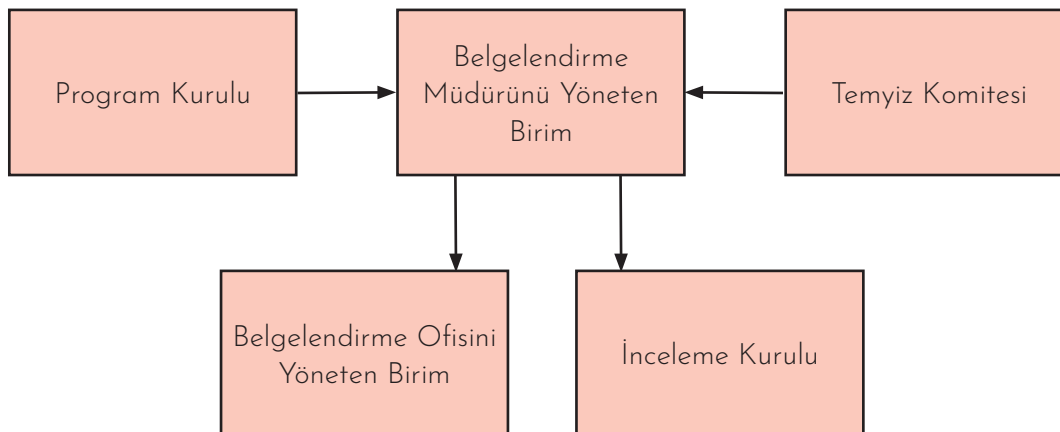 Program Kurulu
Belgelendirme
Müdürünü Yöneten
Birim
Temyiz Komitesi
Belgelendirme Ofisini
Yöneten Birim
İnceleme Kurulu